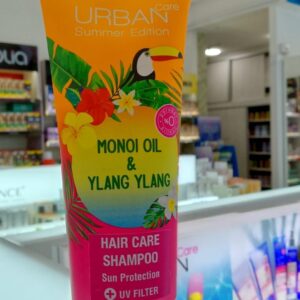 URBAN Care
Summer Edition
MONOI OIL
&
YLANG YLANG
HAIR CARE
SHAMPOO
Sun Protection
+ UV FILTER